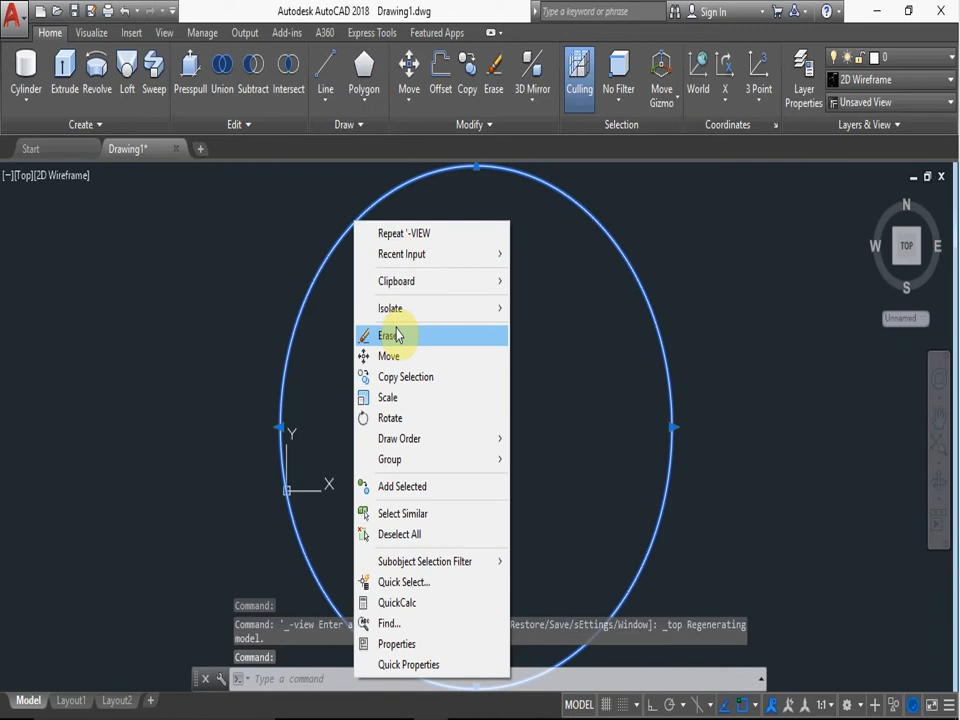 Autodesk AutoCAD 2018 Drawing1.dwg
Type a keyword or phrase
Sign In
Home Visualize Insert View Manage Output Add-ins A360 Express Tools Featured Apps
Cylinder Extrude Revolve Loft Sweep Presspull Union Subtract Intersect Line Polygon Move Offset Copy Erase 3D Mirror Culling No Filter Move Gizmo World X 3 Point Layer Properties
0
2D Wireframe
Unsaved View
Create Edit Draw Modify Selection Coordinates Layers & View
Start Drawing1* +
[−][Top][2D Wireframe]
N
W TOP E
S
Unnamed
Repeat '-VIEW
Recent Input
Clipboard
Isolate
Erase
Move
Copy Selection
Scale
Rotate
Draw Order
Group
Add Selected
Select Similar
Deselect All
Subobject Selection Filter
Quick Select...
QuickCalc
Find...
Properties
Quick Properties
Y
X
Command:
Command: '_-view Enter a Restore/Save/sEttings/Window]: _top Regenerating
model.
Command:
Type a command
Model Layout1 Layout2 +
MODEL 1:1